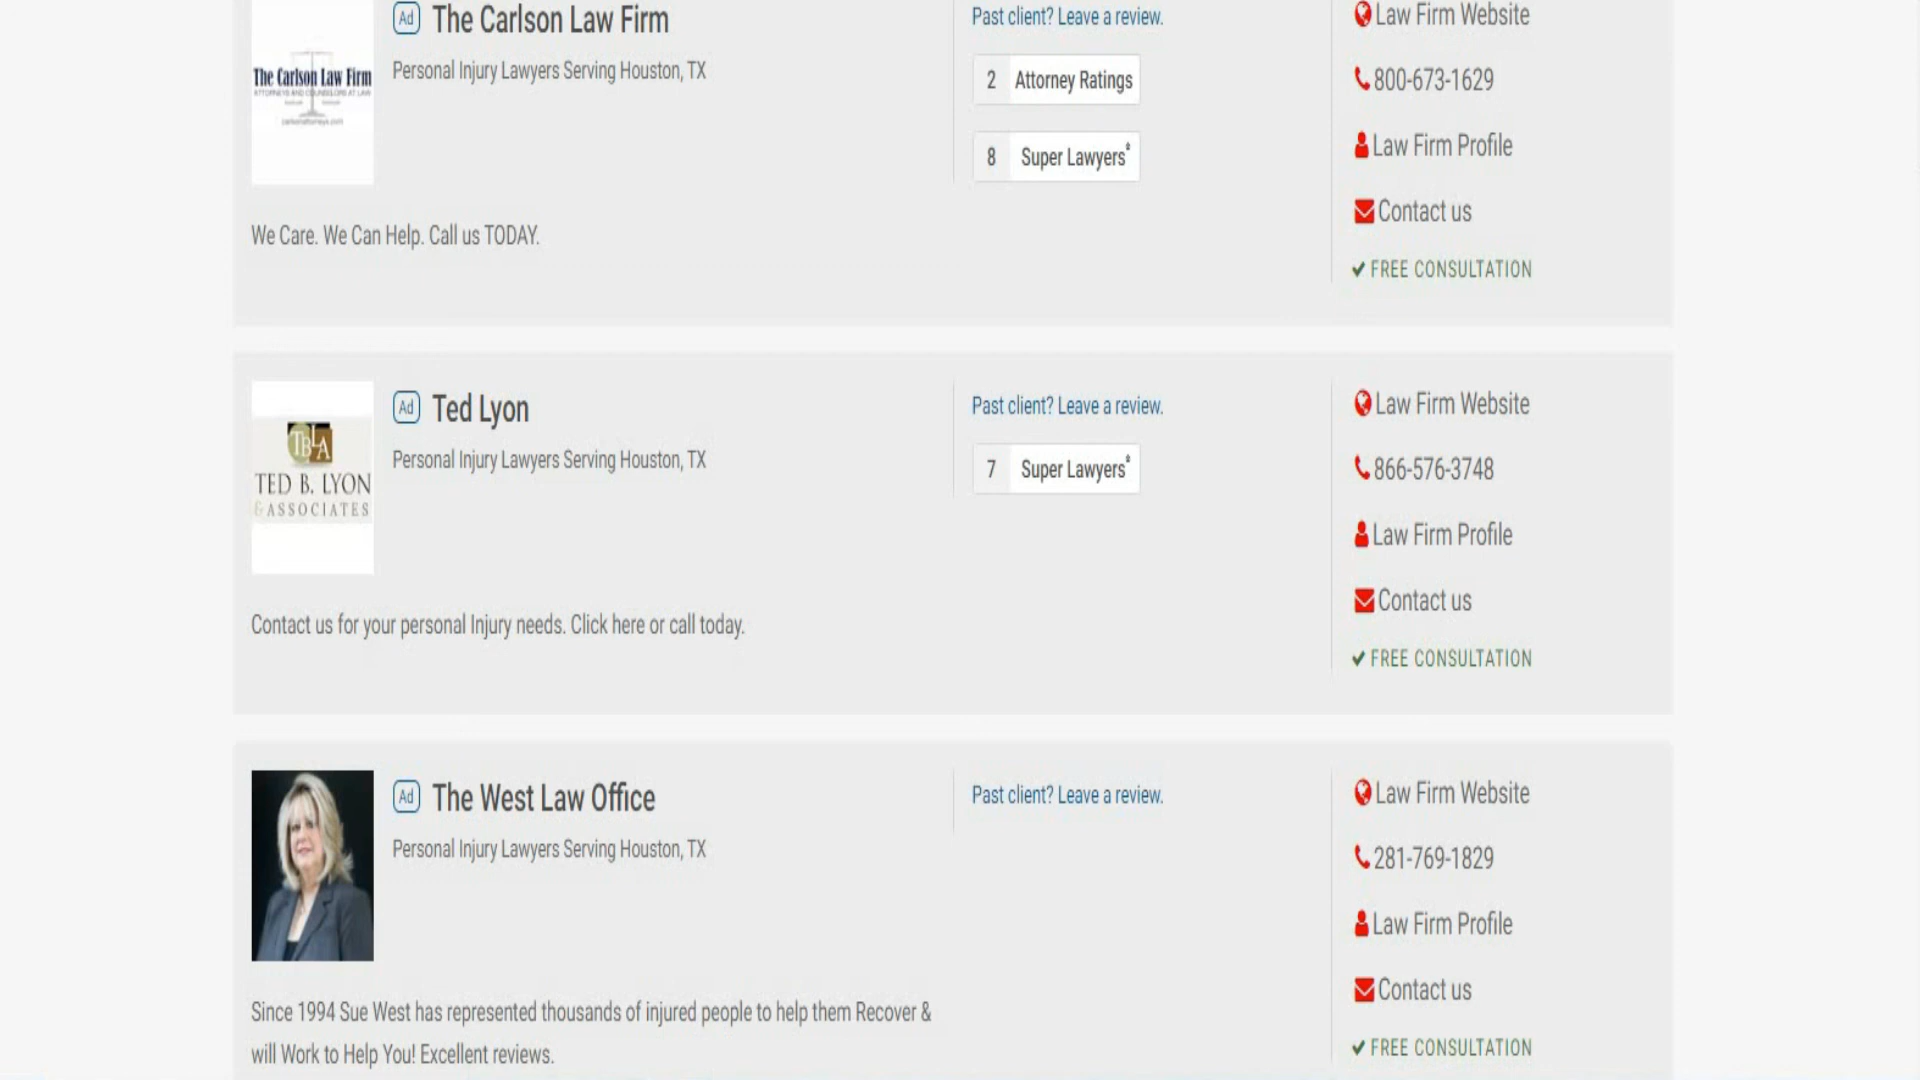 Ad The Carlson Law Firm
Personal Injury Lawyers Serving Houston, TX
The Carlson Law Firm
ATTORNEYS AND COUNSELORS AT LAW
carlsonattorneys.com
We Care. We Can Help. Call us TODAY.
Past client? Leave a review.
2 Attorney Ratings
8 Super Lawyers®
Law Firm Website
800-673-1629
Law Firm Profile
Contact us
FREE CONSULTATION
Ad Ted Lyon
Personal Injury Lawyers Serving Houston, TX
TBLA
TED B. LYON
& ASSOCIATES
Contact us for your personal Injury needs. Click here or call today.
Past client? Leave a review.
7 Super Lawyers®
Law Firm Website
866-576-3748
Law Firm Profile
Contact us
FREE CONSULTATION
Ad The West Law Office
Personal Injury Lawyers Serving Houston, TX
Since 1994 Sue West has represented thousands of injured people to help them Recover &
will Work to Help You! Excellent reviews.
Past client? Leave a review.
Law Firm Website
281-769-1829
Law Firm Profile
Contact us
FREE CONSULTATION